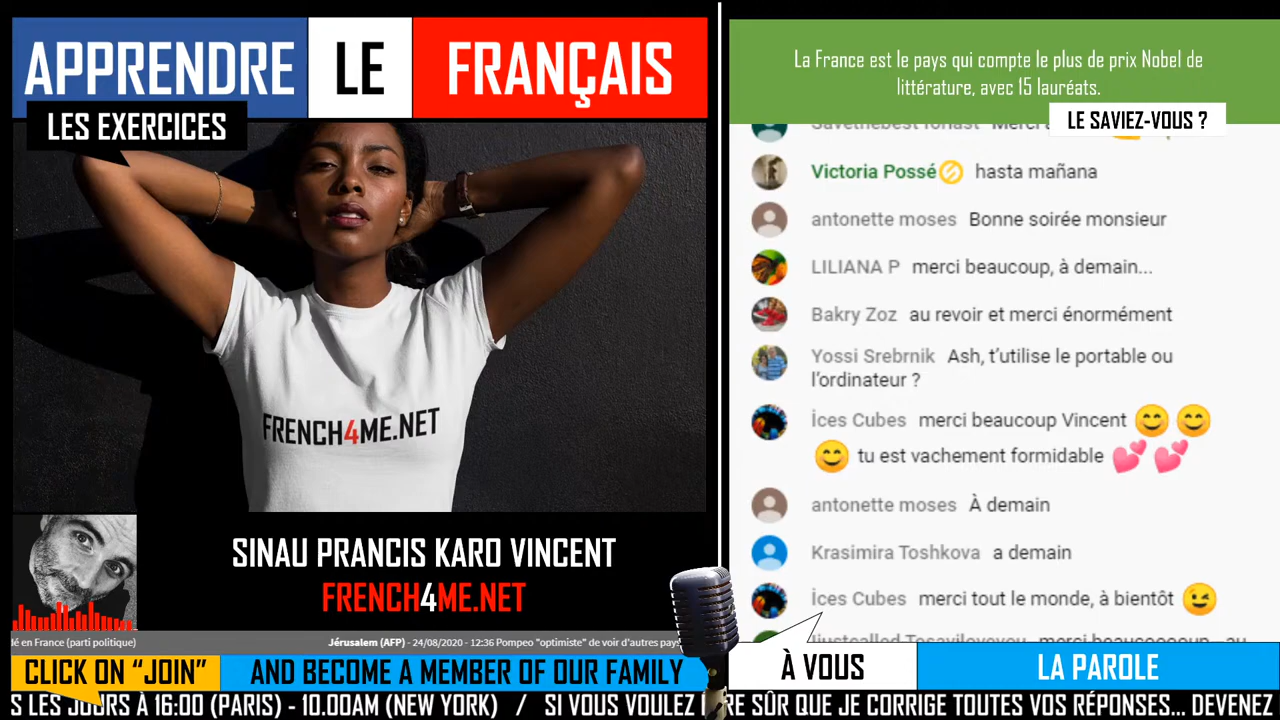 APPRENDRE LE FRANÇAIS
LES EXERCICES
FRENCH4ME.NET
SINAU PRANCIS KARO VINCENT
FRENCH4ME.NET
La France est le pays qui compte le plus de prix Nobel de
littérature, avec 15 lauréats.
LE SAVIEZ-VOUS ?
Victoria Possé hasta mañana
antonette moses Bonne soirée monsieur
LILIANA P merci beaucoup, à demain...
Bakry Zoz au revoir et merci énormément
Yossi Srebrnik Ash, t’utilise le portable ou
l’ordinateur ?
İces Cubes merci beaucoup Vincent 😊 😊
😊 tu est vachement formidable 💕 💕
antonette moses À demain
Krasimira Toshkova a demain
İces Cubes merci tout le monde, à bientôt 😉
en France (parti politique) Jérusalem (AFP) - 24/08/2020 - 12:36 Pompeo "optimiste" de voir d'autres pays
CLICK ON “JOIN” AND BECOME A MEMBER OF OUR FAMILY
À VOUS LA PAROLE
S LES JOURS À 16:00 (PARIS) - 10.00AM (NEW YORK) / SI VOUS VOULEZ RE SÛR QUE JE CORRIGE TOUTES VOS RÉPONSES... DEVENEZ